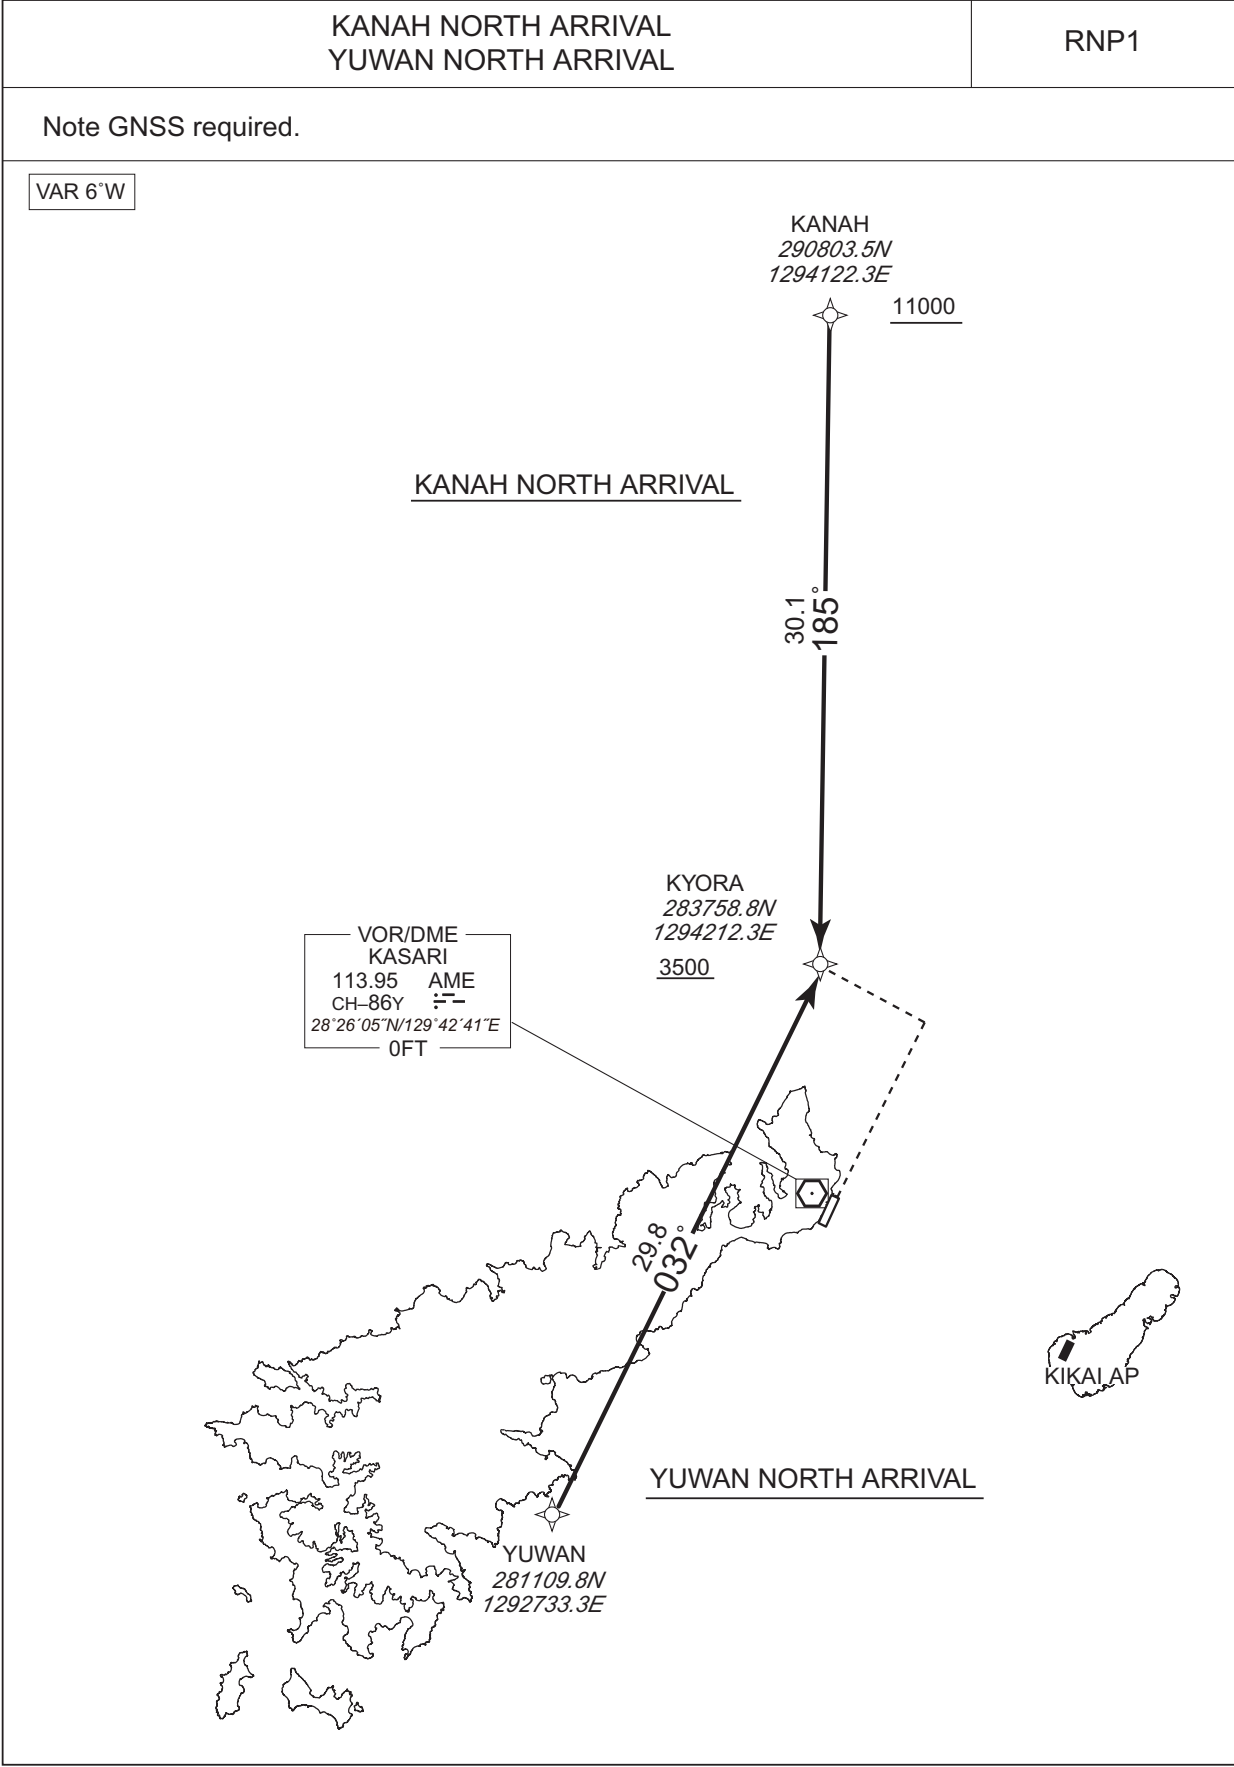 KANAH NORTH ARRIVAL
YUWAN NORTH ARRIVAL
RNP1
Note GNSS required.
VAR 6˚W
KANAH
290803.5N
1294122.3E
11000
KANAH NORTH ARRIVAL
30.1
185˚
KYORA
283758.8N
1294212.3E
3500
VOR/DME
KASARI
113.95 AME
CH–86Y
28˚26´05˝N/129˚42´41˝E
0FT
29.8
032˚
KIKAI AP
YUWAN NORTH ARRIVAL
YUWAN
281109.8N
1292733.3E